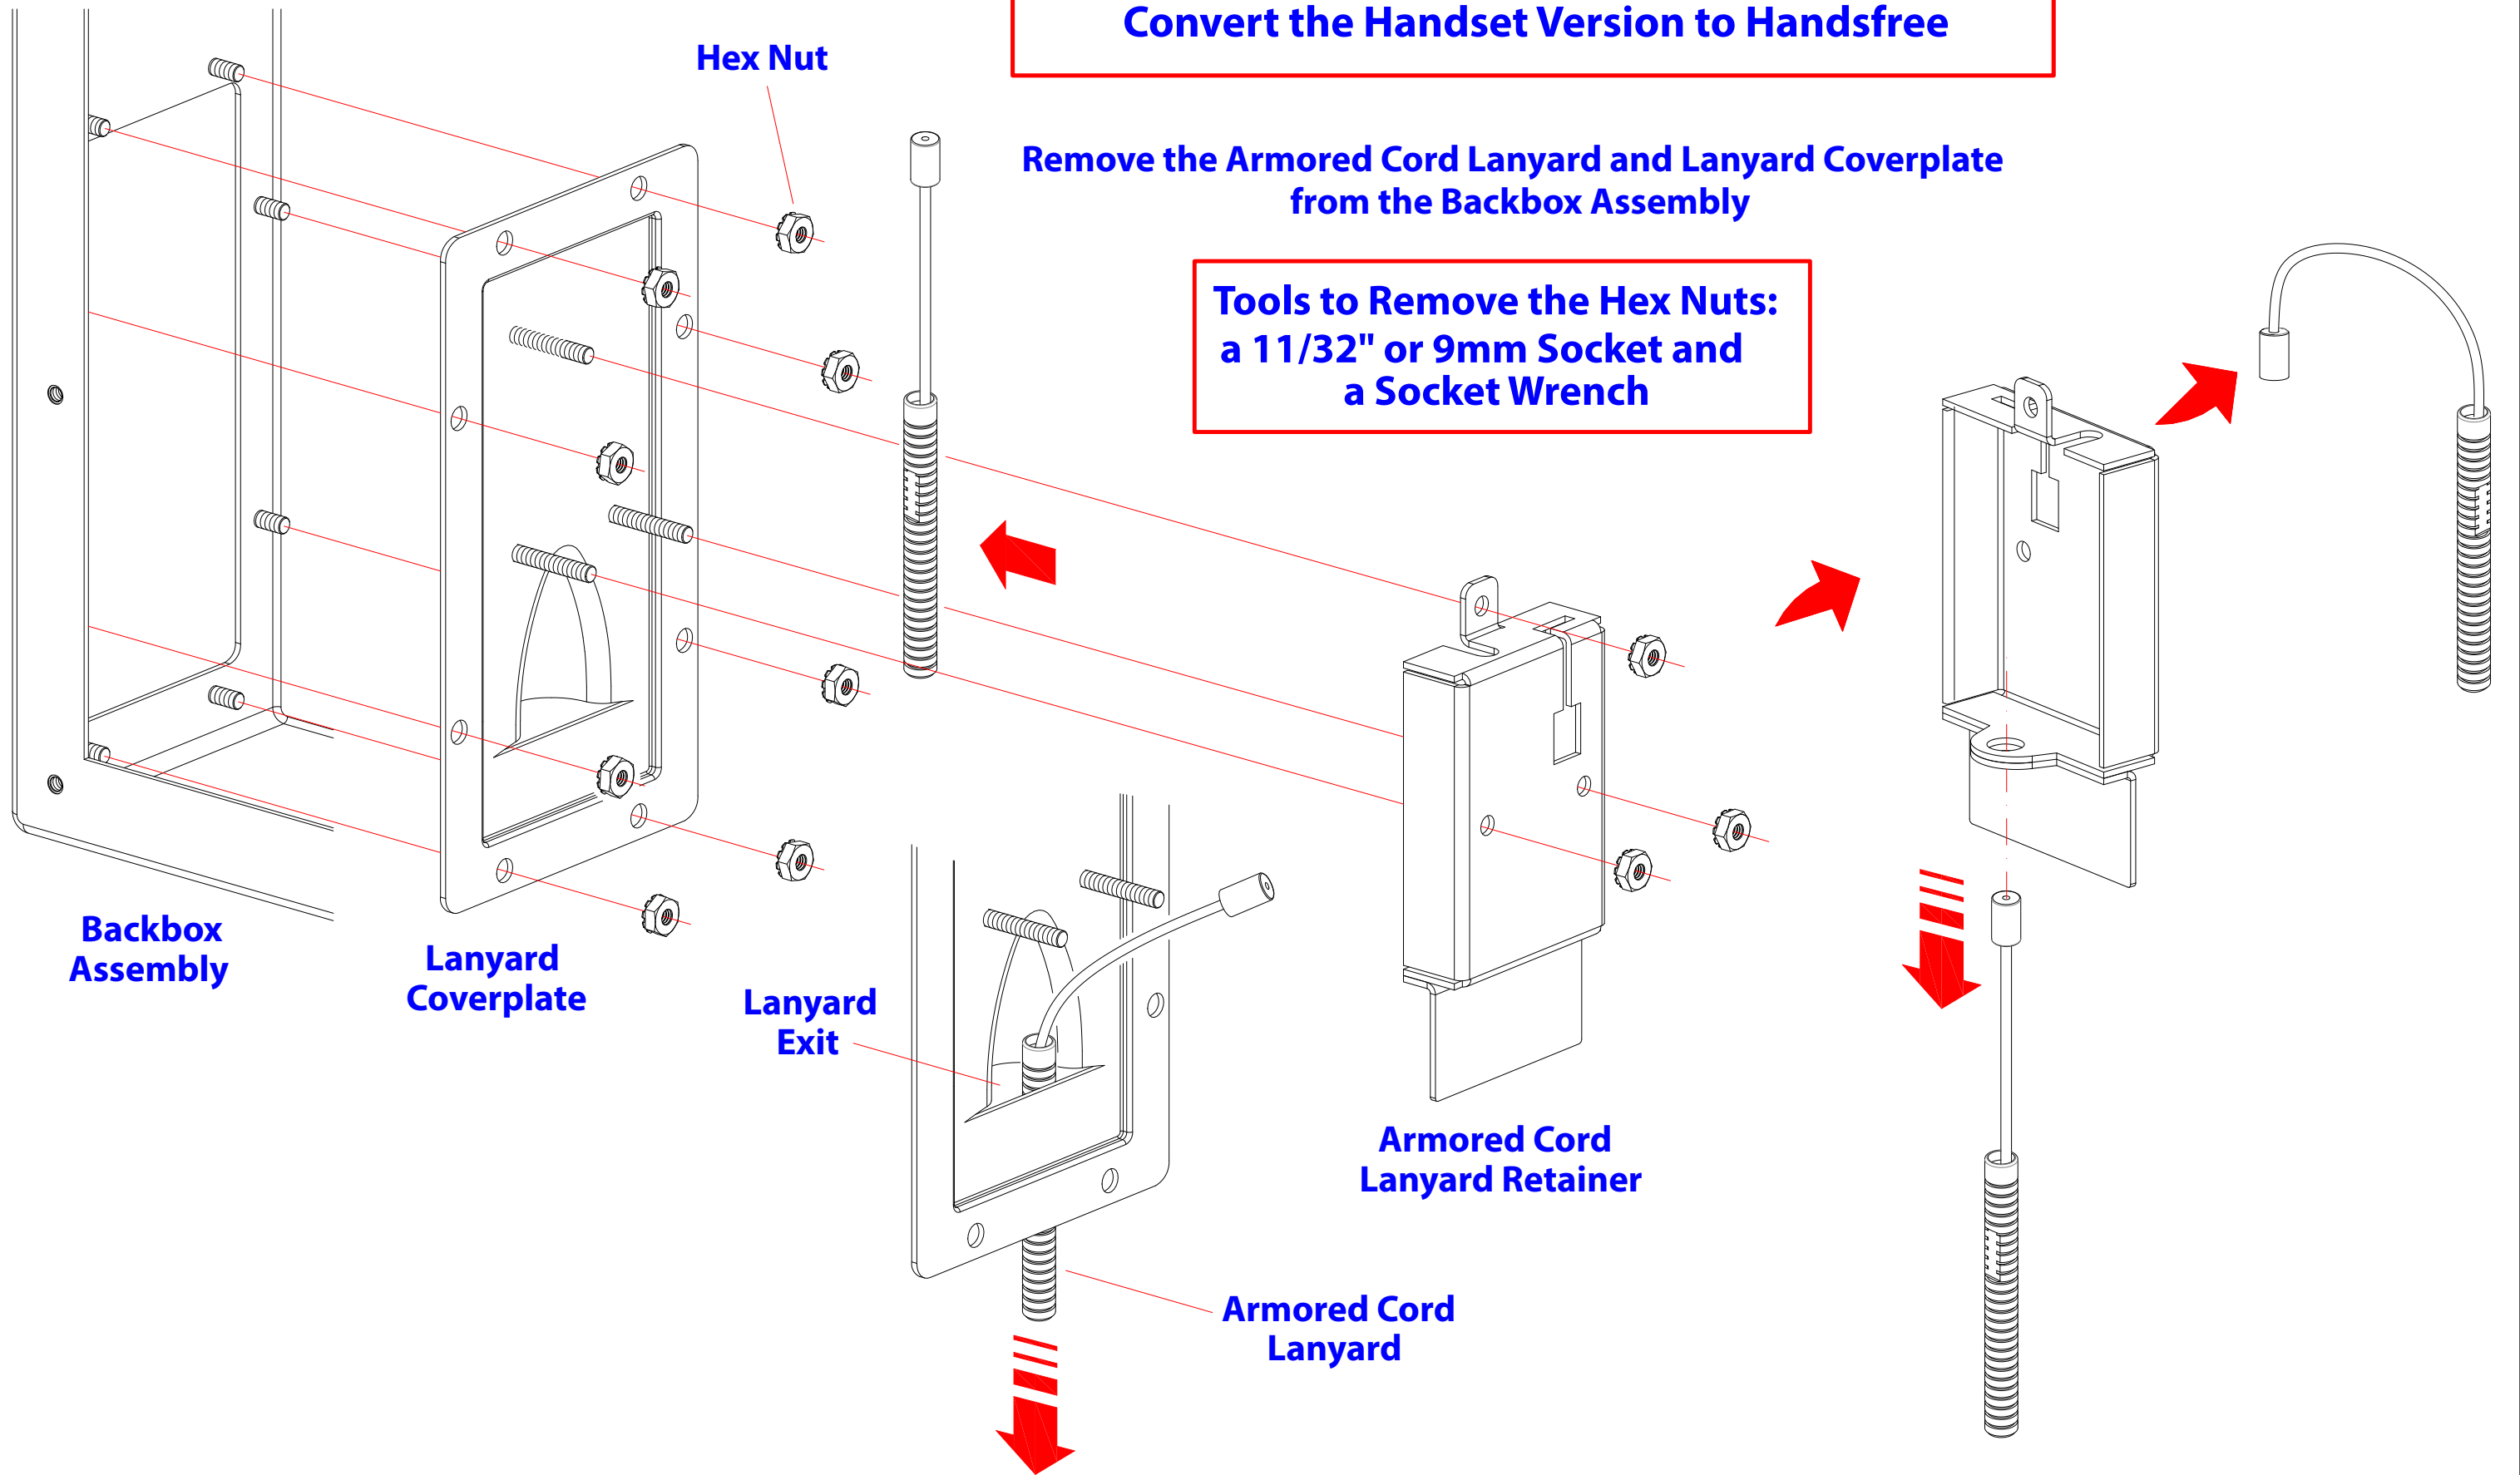 Convert the Handset Version to Handsfree
Hex Nut
Remove the Armored Cord Lanyard and Lanyard Coverplate
from the Backbox Assembly
Tools to Remove the Hex Nuts:
a 11/32" or 9mm Socket and
a Socket Wrench
Backbox
Assembly
Lanyard
Coverplate
Lanyard
Exit
Armored Cord
Lanyard Retainer
Armored Cord
Lanyard